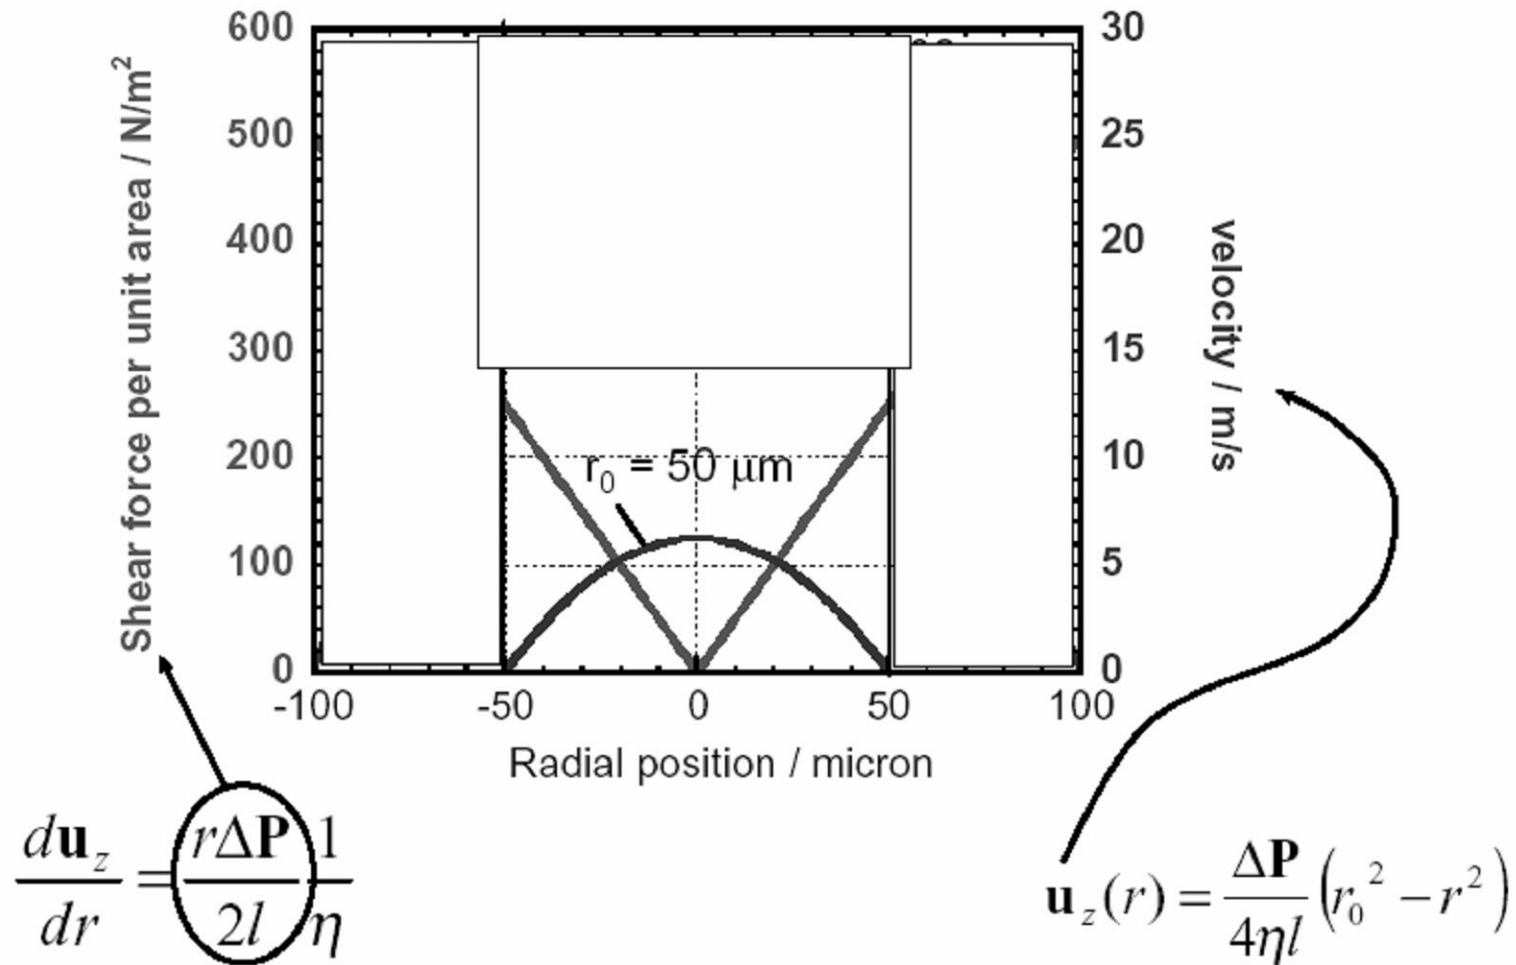 Shear force per unit area / N/m²
600
500
400
300
200
100
0
30
25
20
15
10
5
0
velocity / m/s
r₀ = 50 μm
-100 -50 0 50 100
Radial position / micron
du_z/dr = rΔP/2l 1/η
u_z(r) = ΔP/4ηl (r₀² − r²)